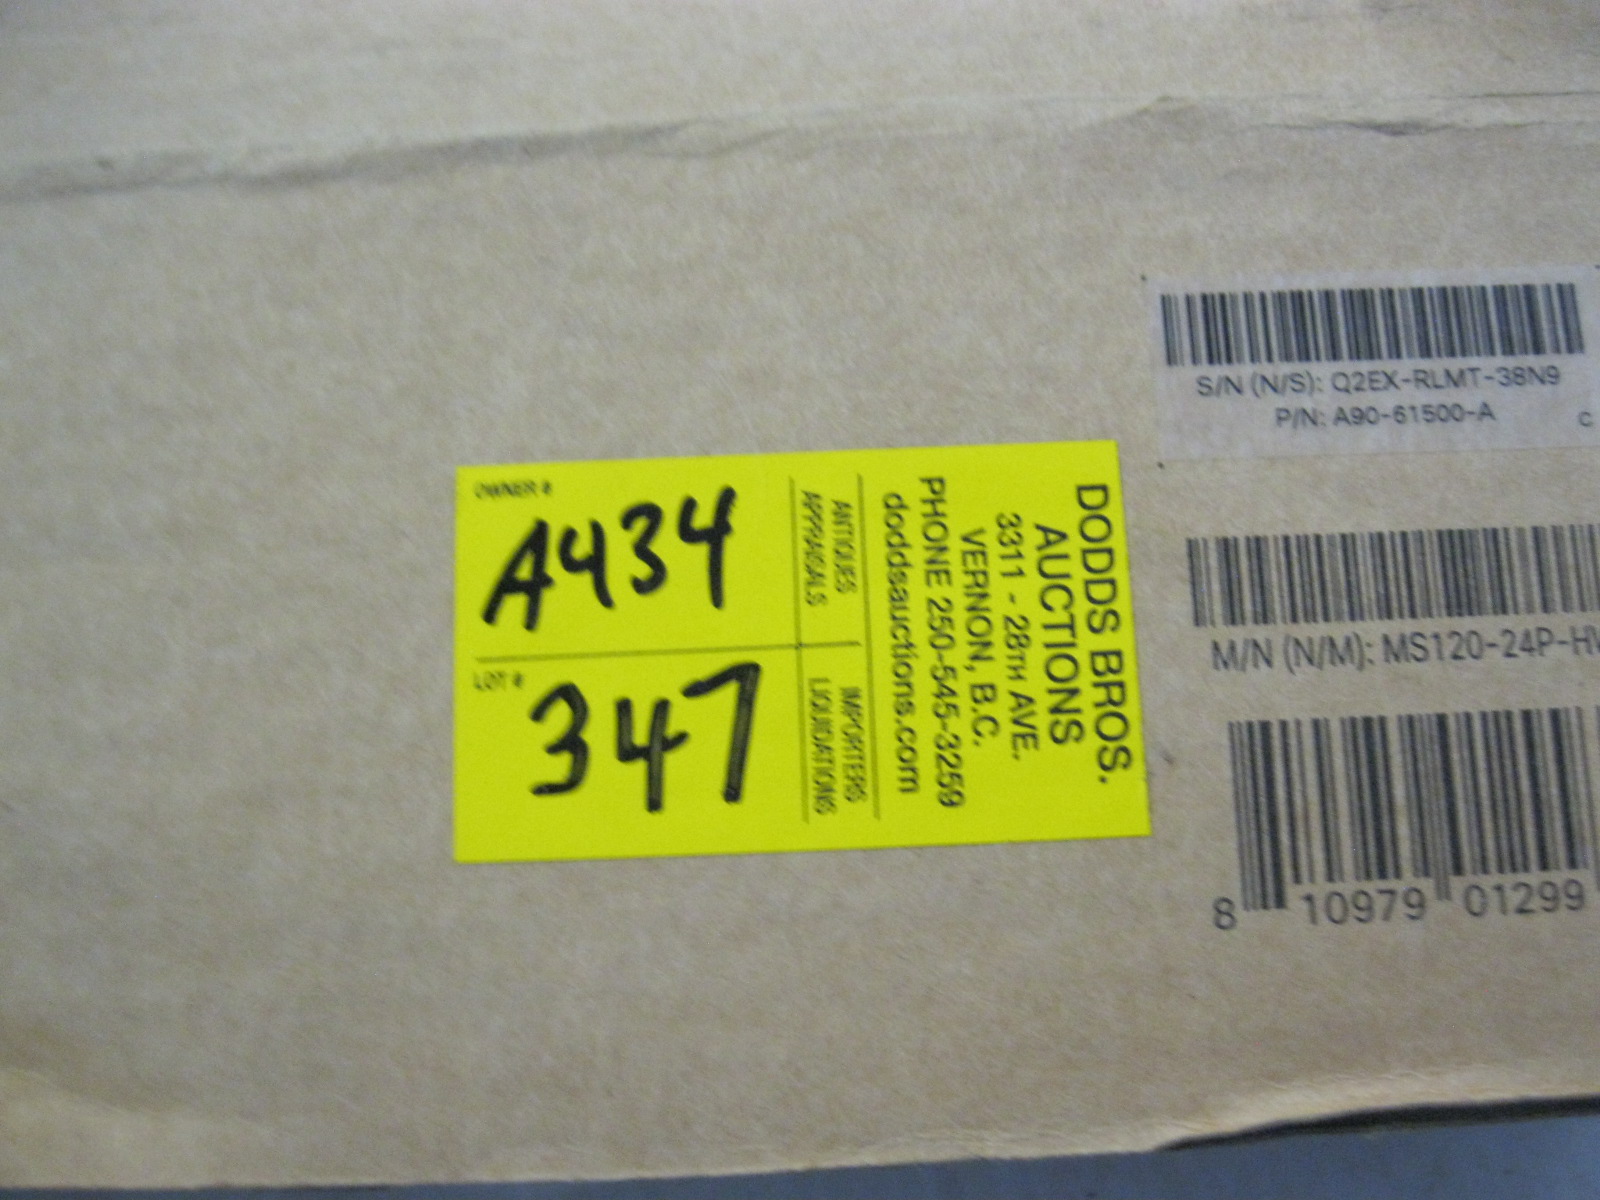 OWNER #
A434
LOT #
347
ANTIQUES
APPRAISALS
IMPORTERS
LIQUIDATIONS
DODDS BROS.
AUCTIONS
3311 - 28TH AVE.
VERNON, B.C.
PHONE 250-545-3259
doddsauctions.com
S/N (N/S): Q2EX-RLMT-38N9
P/N: A90-61500-A
C
M/N (N/M): MS120-24P-HW
8 10979 01299